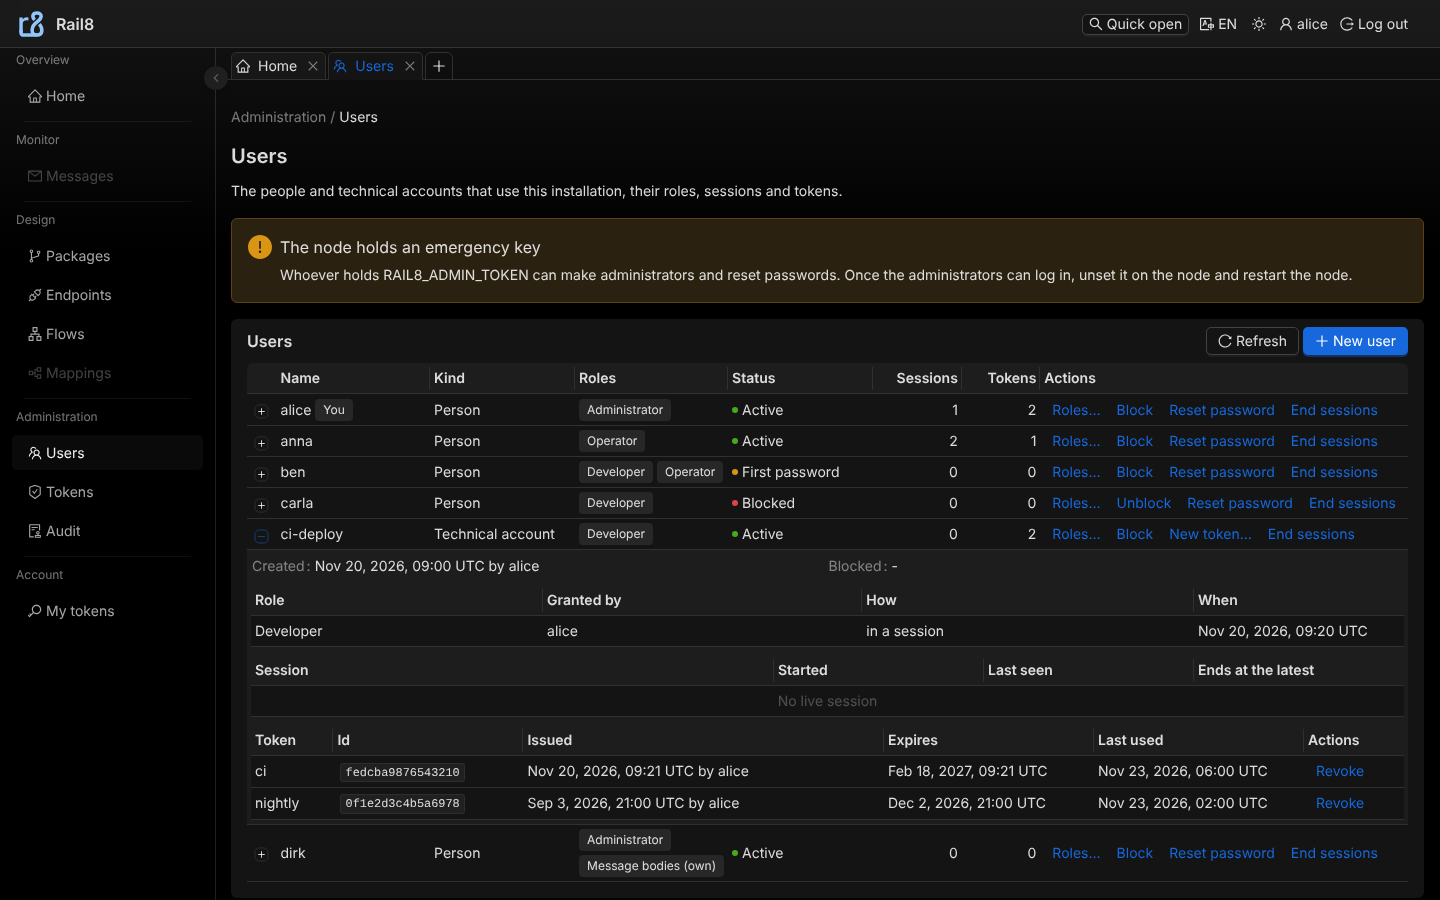 r8 Rail8
Quick open EN alice Log out
Overview
Home
Monitor
Messages
Design
Packages
Endpoints
Flows
Mappings
Administration
Users
Tokens
Audit
Account
My tokens
Home Users
Administration / Users
Users
The people and technical accounts that use this installation, their roles, sessions and tokens.
The node holds an emergency key
Whoever holds RAIL8_ADMIN_TOKEN can make administrators and reset passwords. Once the administrators can log in, unset it on the node and restart the node.
Users Refresh New user
Name Kind Roles Status Sessions Tokens Actions
alice You Person Administrator Active 1 2 Roles... Block Reset password End sessions
anna Person Operator Active 2 1 Roles... Block Reset password End sessions
ben Person Developer Operator First password 0 0 Roles... Block Reset password End sessions
carla Person Developer Blocked 0 0 Roles... Unblock Reset password End sessions
ci-deploy Technical account Developer Active 0 2 Roles... Block New token... End sessions
Created: Nov 20, 2026, 09:00 UTC by alice Blocked: -
Role Granted by How When
Developer alice in a session Nov 20, 2026, 09:20 UTC
Session Started Last seen Ends at the latest
No live session
Token Id Issued Expires Last used Actions
ci fedcba9876543210 Nov 20, 2026, 09:21 UTC by alice Feb 18, 2027, 09:21 UTC Nov 23, 2026, 06:00 UTC Revoke
nightly 0f1e2d3c4b5a6978 Sep 3, 2026, 21:00 UTC by alice Dec 2, 2026, 21:00 UTC Nov 23, 2026, 02:00 UTC Revoke
dirk Person Administrator Message bodies (own) Active 0 0 Roles... Block Reset password End sessions